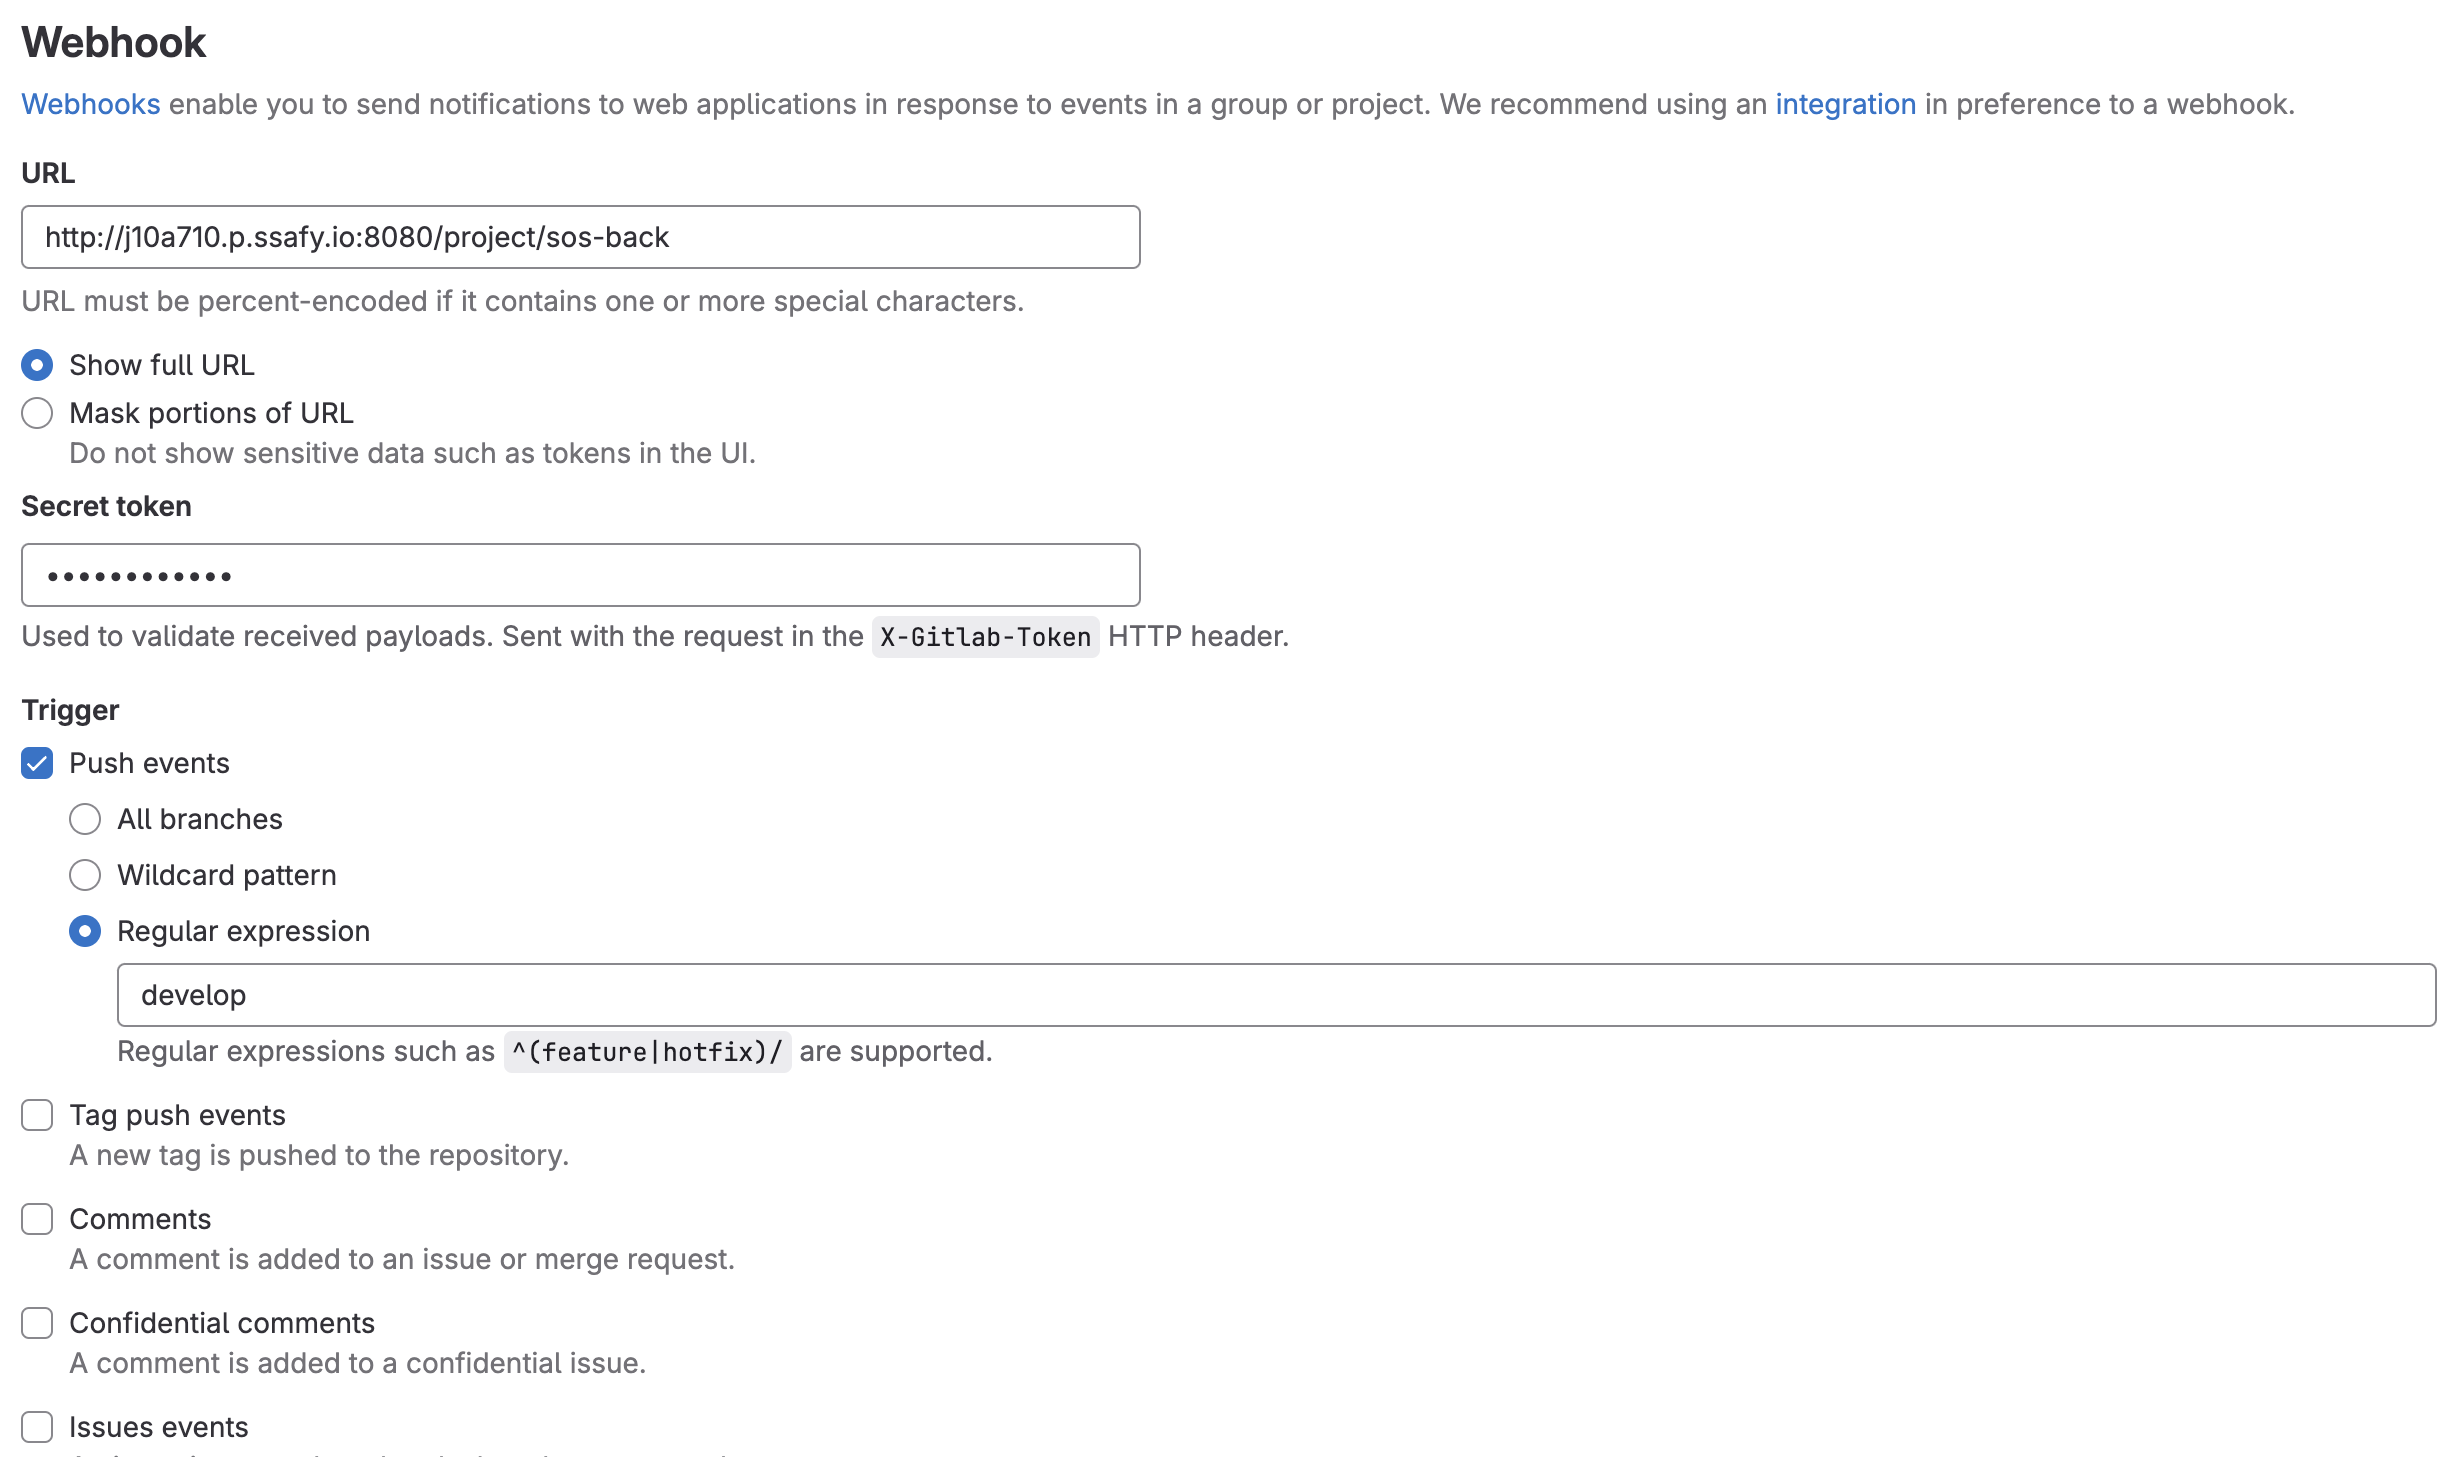 Webhook
Webhooks enable you to send notifications to web applications in response to events in a group or project. We recommend using an integration in preference to a webhook.
URL
http://j10a710.p.ssafy.io:8080/project/sos-back
URL must be percent-encoded if it contains one or more special characters.
Show full URL
Mask portions of URL
Do not show sensitive data such as tokens in the UI.
Secret token
••••••••••••
Used to validate received payloads. Sent with the request in the X-Gitlab-Token HTTP header.
Trigger
Push events
All branches
Wildcard pattern
Regular expression
develop
Regular expressions such as ^(feature|hotfix)/ are supported.
Tag push events
A new tag is pushed to the repository.
Comments
A comment is added to an issue or merge request.
Confidential comments
A comment is added to a confidential issue.
Issues events